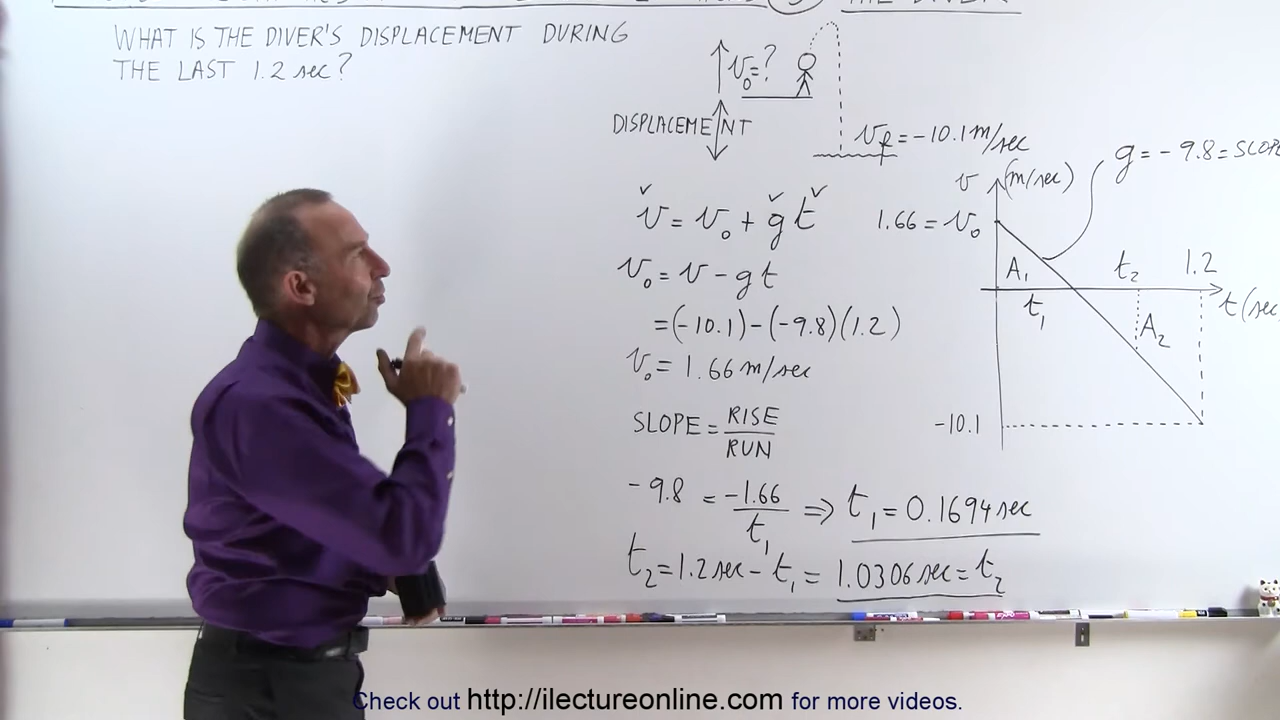 THE DIVER
WHAT IS THE DIVER'S DISPLACEMENT DURING
THE LAST 1.2 sec?
v₀=?
DISPLACEMENT
v_f = -10.1 m/sec
g = -9.8 = SLOPE
v (m/sec)
1.66 = v₀
A₁
t₁
t₂
1.2
t (sec
A₂
-10.1
v = v₀ + g t
v₀ = v - g t
= (-10.1) - (-9.8)(1.2)
v₀ = 1.66 m/sec
SLOPE = RISE
RUN
-9.8 = -1.66
t₁
⇒ t₁ = 0.1694 sec
t₂ = 1.2 sec - t₁ = 1.0306 sec = t₂
Check out http://ilectureonline.com for more videos.